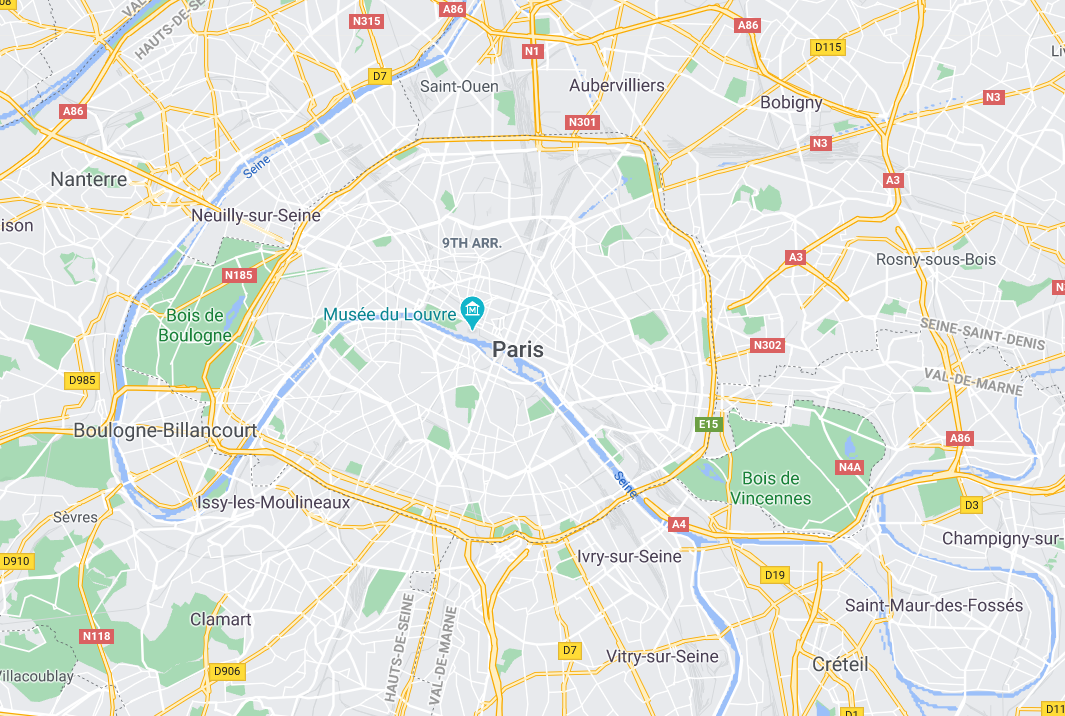 08
VAL-
HAUTS-DE-SE
N315
A86
A86
N1
D115
Liv
D7
Saint-Ouen
Aubervilliers
Bobigny
N3
A86
N301
N3
Seine
Nanterre
A3
Neuilly-sur-Seine
ison
9TH ARR.
A3
Rosny-sous-Bois
N185
N3
Bois de
Boulogne
Musée du Louvre
Paris
SEINE-SAINT-DENIS
N302
VAL-DE-MARNE
D985
Boulogne-Billancourt
E15
A86
N4A
Bois de
Vincennes
Seine
Issy-les-Moulineaux
D3
Sèvres
A4
Champigny-sur-
D910
Ivry-sur-Seine
D19
Clamart
HAUTS-DE-SEINE
VAL-DE-MARNE
Saint-Maur-des-Fossés
N118
D7
Vitry-sur-Seine
Créteil
D906
Villacoublay
D1
D11